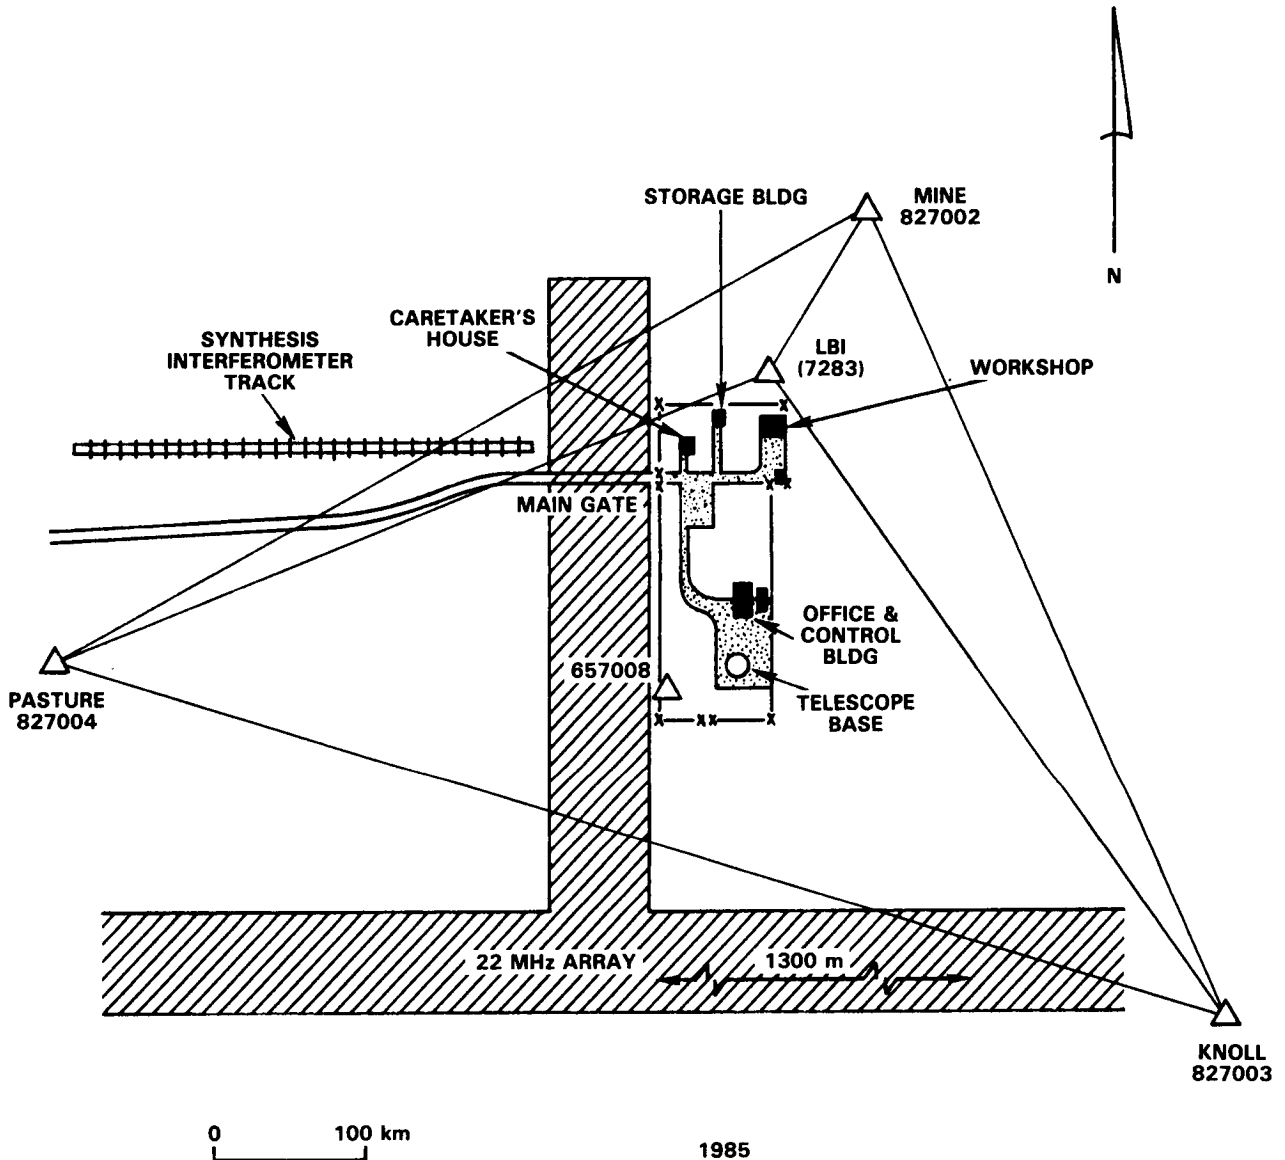 STORAGE BLDG
MINE
827002
N
CARETAKER'S
HOUSE
SYNTHESIS
INTERFEROMETER
TRACK
LBI
(7283)
WORKSHOP
MAIN GATE
OFFICE &
CONTROL
BLDG
657008
PASTURE
827004
TELESCOPE
BASE
22 MHz ARRAY
1300 m
KNOLL
827003
0 100 km
1985